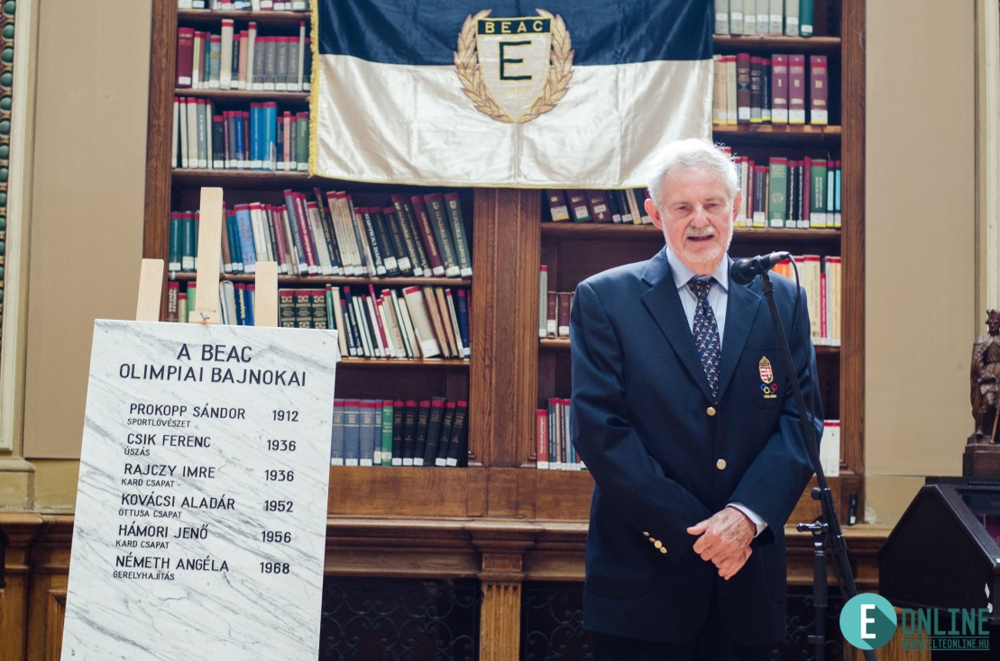 BEAC
E
A BEAC
OLIMPIAI BAJNOKAI
PROKOPP SÁNDOR 1912
SPORTLÖVÉSZET
CSIK FERENC 1936
ÚSZÁS
RAJCZY IMRE 1936
KARD CSAPAT -
KOVÁCSI ALADÁR 1952
ÖTTUSA CSAPAT
HÁMORI JENŐ 1956
KARD CSAPAT
NÉMETH ANGÉLA 1968
GERELYHAJÍTÁS
E ONLINE
WWW.ELTEONLINE.HU